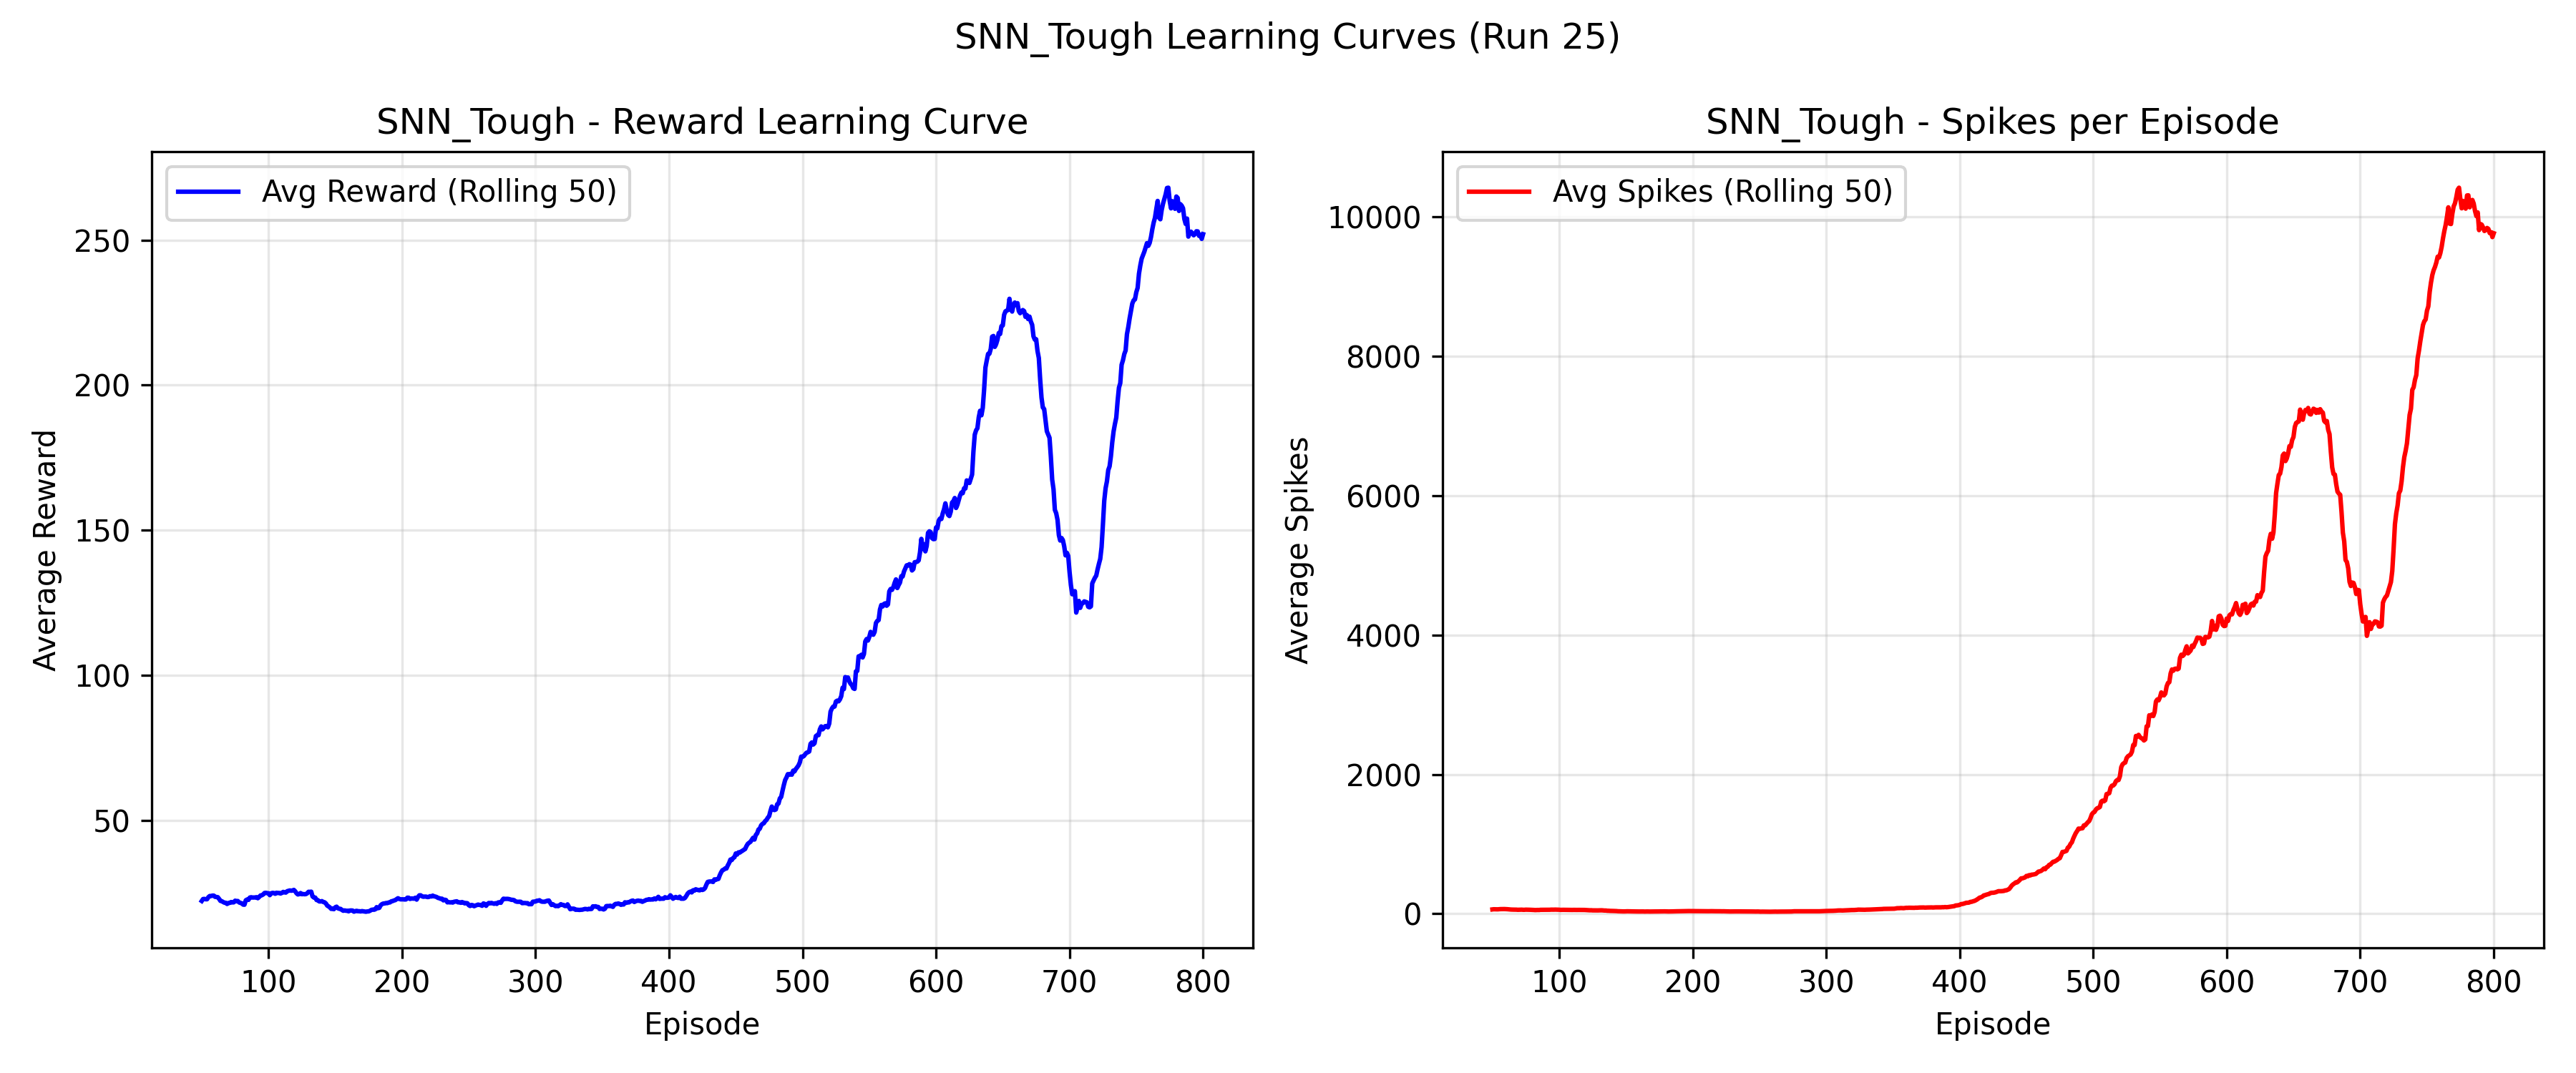 SNN_Tough Learning Curves (Run 25)
SNN_Tough - Reward Learning Curve
Avg Reward (Rolling 50)
Average Reward
250
200
150
100
50
100 200 300 400 500 600 700 800
Episode
SNN_Tough - Spikes per Episode
Avg Spikes (Rolling 50)
Average Spikes
10000
8000
6000
4000
2000
0
100 200 300 400 500 600 700 800
Episode